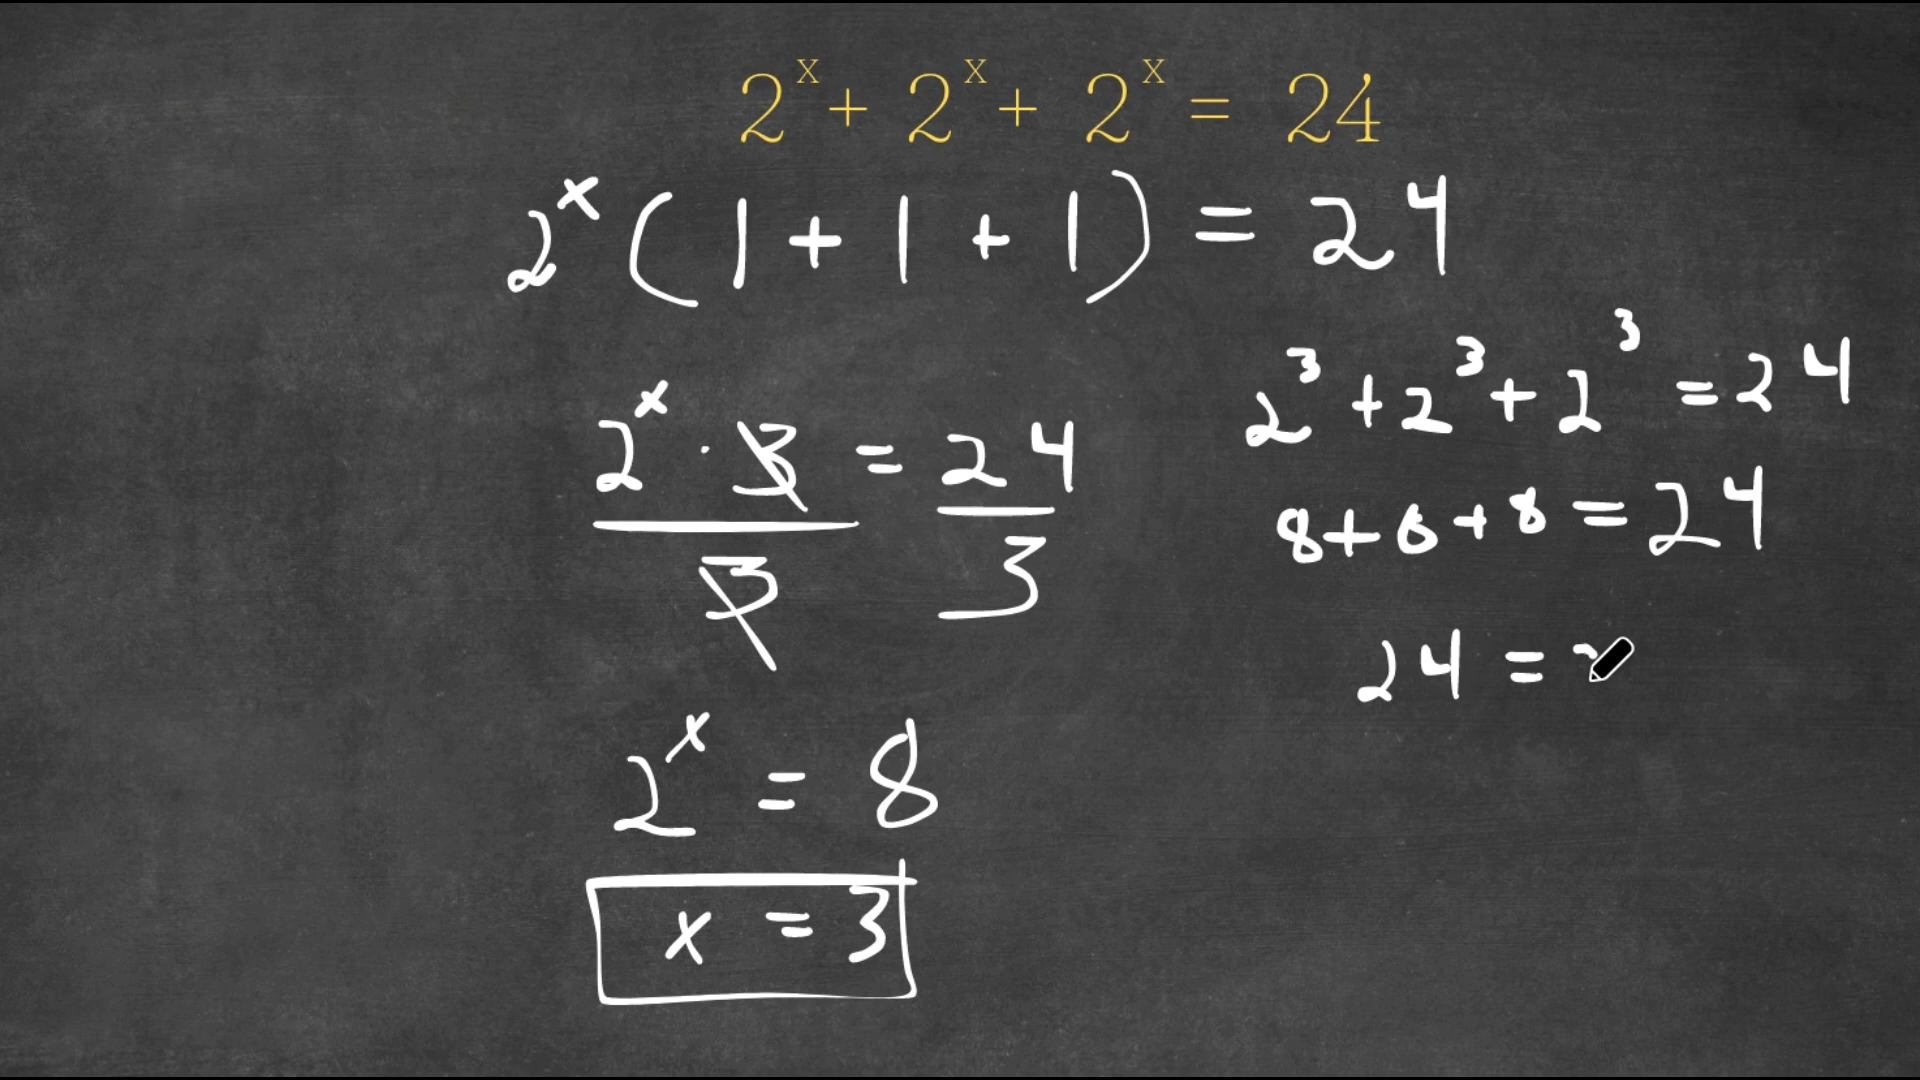 2ˣ + 2ˣ + 2ˣ = 24
2ˣ (1 + 1 + 1) = 24
2ˣ · 3 = 24
3 3
2ˣ = 8
x = 3
2³ + 2³ + 2³ = 24
8 + 8 + 8 = 24
24 =